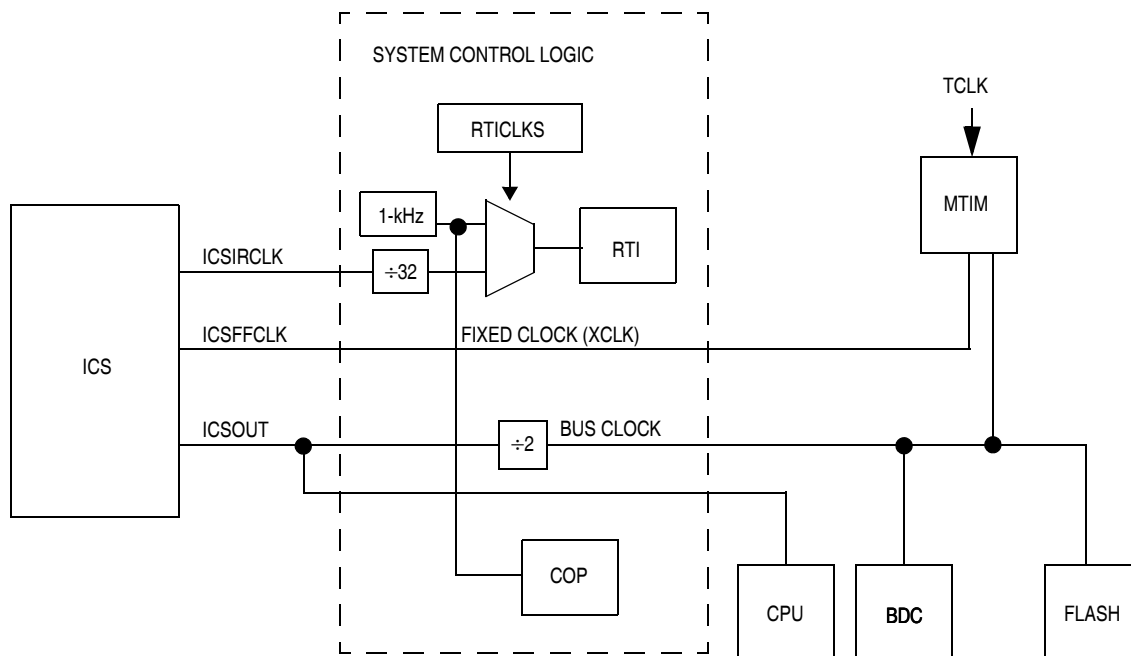 SYSTEM CONTROL LOGIC
TCLK
RTICLKS
MTIM
1-kHz
RTI
ICSIRCLK
÷32
ICSFFCLK
FIXED CLOCK (XCLK)
ICS
ICSOUT
÷2
BUS CLOCK
COP
CPU
BDC
FLASH